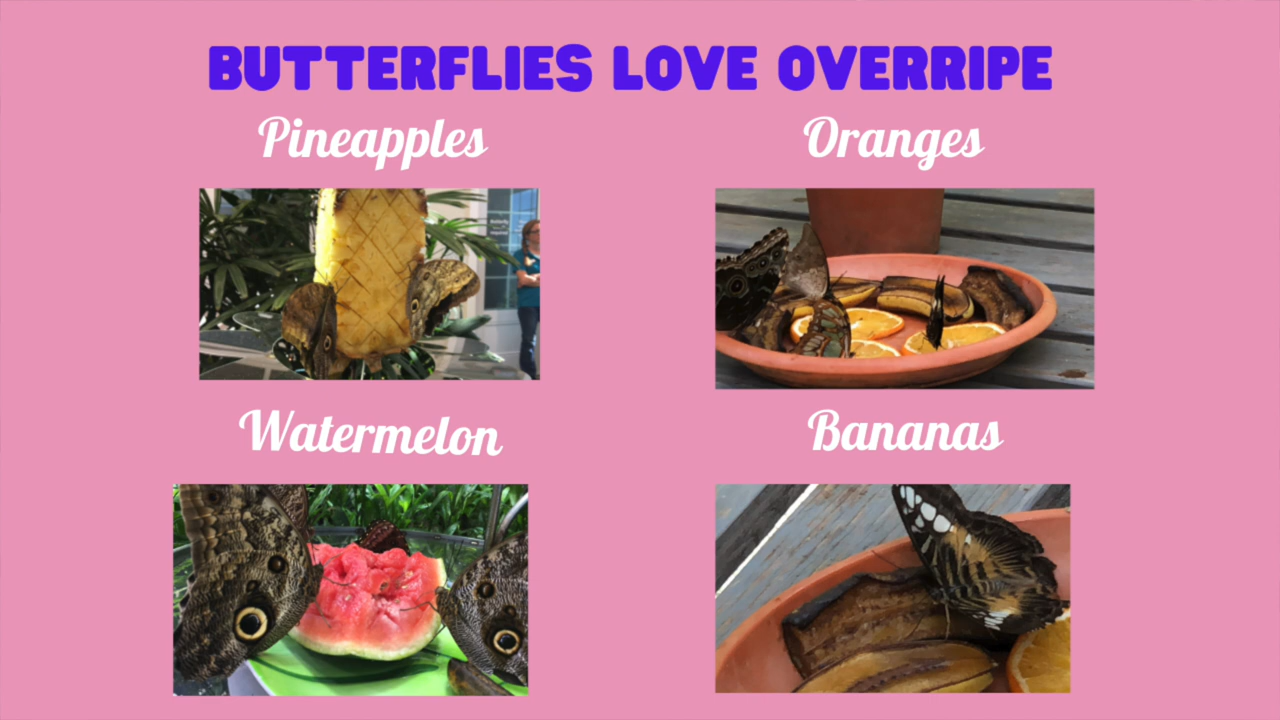 BUTTERFLIES LOVE OVERRIPE
Pineapples
Oranges
Watermelon
Bananas